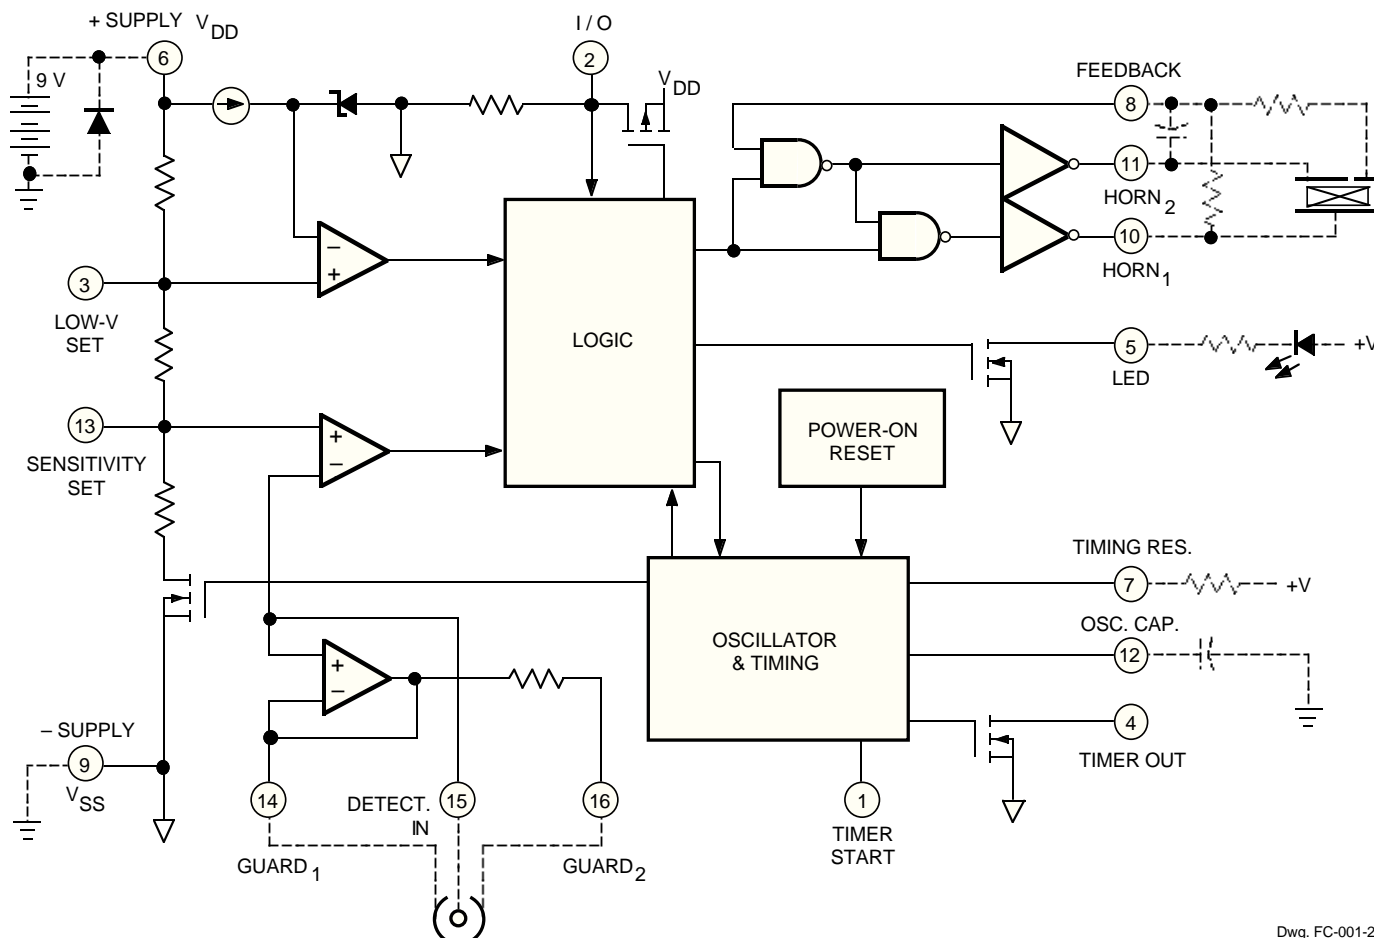 + SUPPLY V DD
6
9 V
I / O
2
V DD
FEEDBACK
8
11
HORN 2
10
HORN 1
–
+
3
LOW-V
SET
LOGIC
5
LED
+V
13
SENSITIVITY
SET
+
–
POWER-ON
RESET
TIMING RES.
7
+V
OSC. CAP.
12
OSCILLATOR
& TIMING
+
–
4
TIMER OUT
– SUPPLY
9
V SS
14
DETECT.
IN
15
16
1
TIMER
START
GUARD 1
GUARD 2
Dwg. FC-001-2